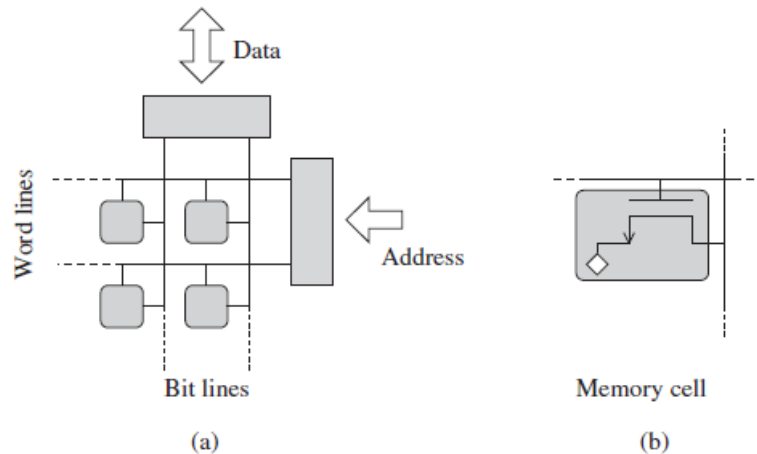 Data
Word lines
Address
Bit lines
Memory cell
(a)
(b)